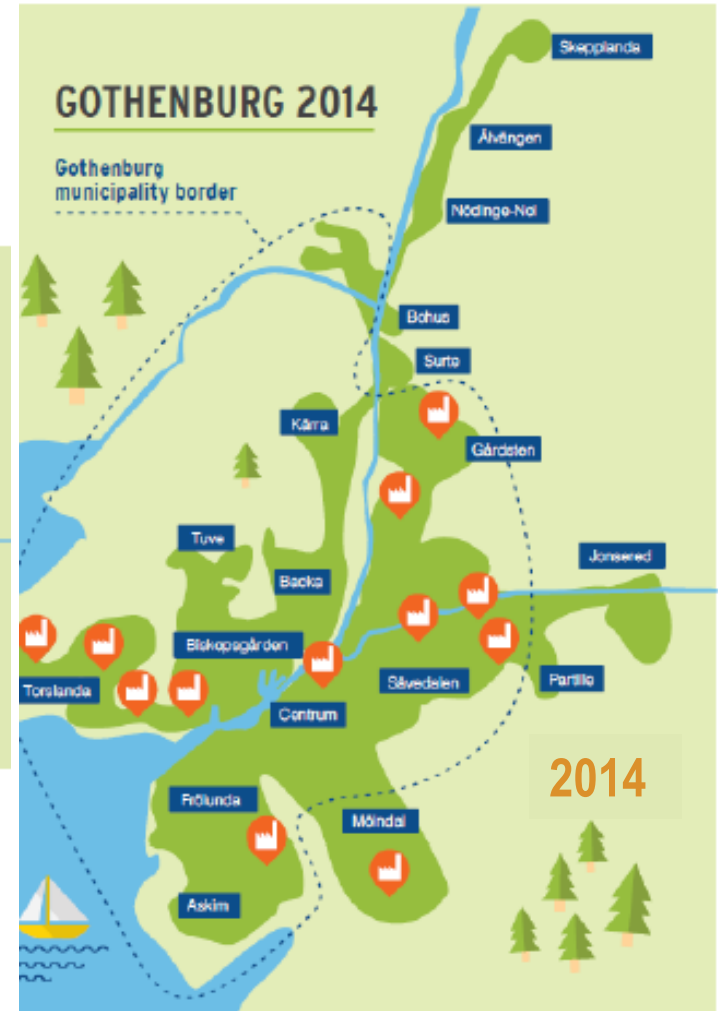 Skepplanda
GOTHENBURG 2014
Älvängen
Gothenburg
municipality border
Nödinge-Nol
Bohus
Surte
Kärra
Gårdsten
Tuve
Jonsered
Backa
Biskopsgården
Torslanda
Sävedalen
Partille
Centrum
2014
Frölunda
Mölndal
Askim